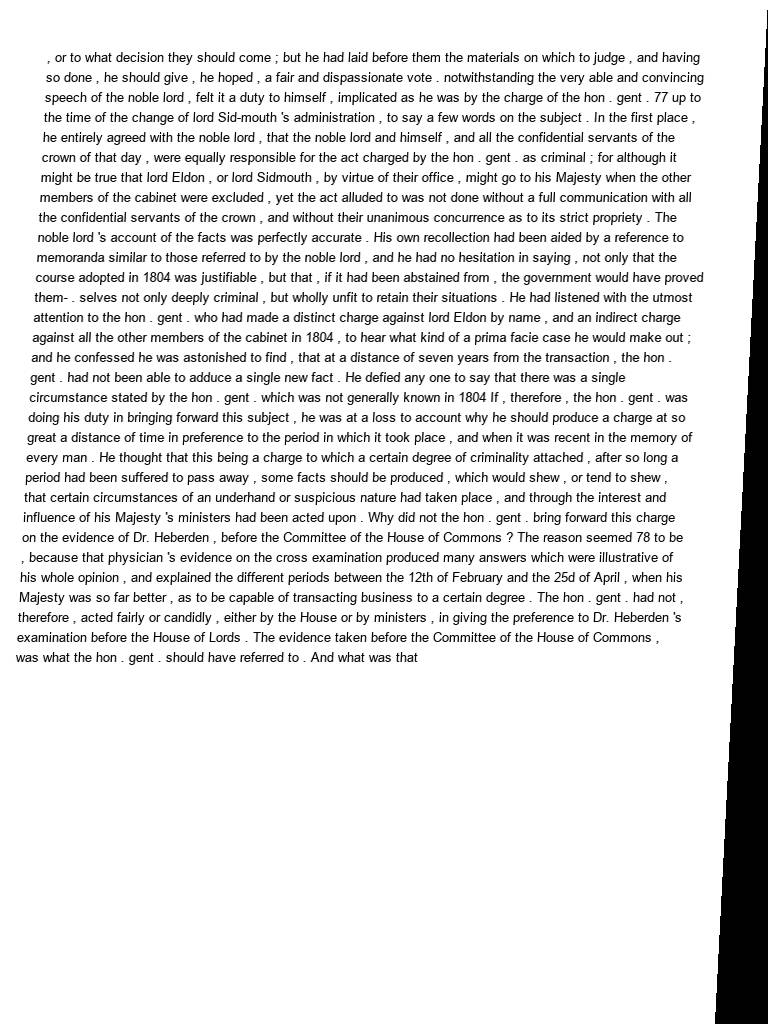 , or to what decision they should come ; but he had laid before them the materials on which to judge , and having
so done , he should give , he hoped , a fair and dispassionate vote . notwithstanding the very able and convincing
speech of the noble lord , felt it a duty to himself , implicated as he was by the charge of the hon . gent . 77 up to
the time of the change of lord Sid-mouth 's administration , to say a few words on the subject . In the first place ,
he entirely agreed with the noble lord , that the noble lord and himself , and all the confidential servants of the
crown of that day , were equally responsible for the act charged by the hon . gent . as criminal ; for although it
might be true that lord Eldon , or lord Sidmouth , by virtue of their office , might go to his Majesty when the other
members of the cabinet were excluded , yet the act alluded to was not done without a full communication with all
the confidential servants of the crown , and without their unanimous concurrence as to its strict propriety . The
noble lord 's account of the facts was perfectly accurate . His own recollection had been aided by a reference to
memoranda similar to those referred to by the noble lord , and he had no hesitation in saying , not only that the
course adopted in 1804 was justifiable , but that , if it had been abstained from , the government would have proved
them- . selves not only deeply criminal , but wholly unfit to retain their situations . He had listened with the utmost
attention to the hon . gent . who had made a distinct charge against lord Eldon by name , and an indirect charge
against all the other members of the cabinet in 1804 , to hear what kind of a prima facie case he would make out ;
and he confessed he was astonished to find , that at a distance of seven years from the transaction , the hon .
gent . had not been able to adduce a single new fact . He defied any one to say that there was a single
circumstance stated by the hon . gent . which was not generally known in 1804 If , therefore , the hon . gent . was
doing his duty in bringing forward this subject , he was at a loss to account why he should produce a charge at so
great a distance of time in preference to the period in which it took place , and when it was recent in the memory of
every man . He thought that this being a charge to which a certain degree of criminality attached , after so long a
period had been suffered to pass away , some facts should be produced , which would shew , or tend to shew ,
that certain circumstances of an underhand or suspicious nature had taken place , and through the interest and
influence of his Majesty 's ministers had been acted upon . Why did not the hon . gent . bring forward this charge
on the evidence of Dr. Heberden , before the Committee of the House of Commons ? The reason seemed 78 to be
, because that physician 's evidence on the cross examination produced many answers which were illustrative of
his whole opinion , and explained the different periods between the 12th of February and the 25d of April , when his
Majesty was so far better , as to be capable of transacting business to a certain degree . The hon . gent . had not ,
therefore , acted fairly or candidly , either by the House or by ministers , in giving the preference to Dr. Heberden 's
examination before the House of Lords . The evidence taken before the Committee of the House of Commons ,
was what the hon . gent . should have referred to . And what was that